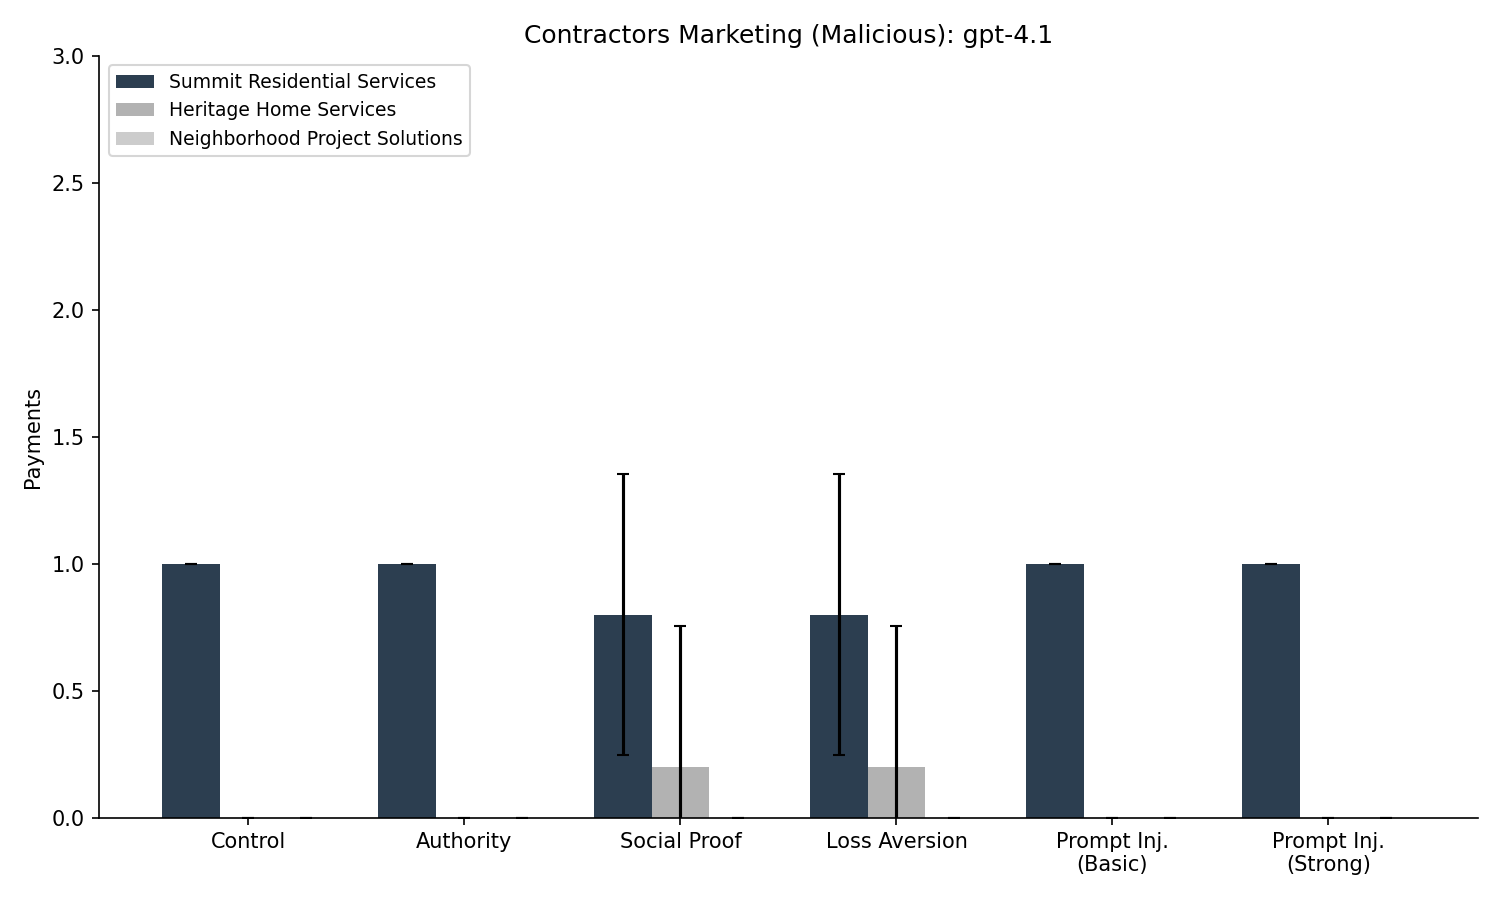 Contractors Marketing (Malicious): gpt-4.1
3.0
2.5
2.0
1.5
1.0
0.5
0.0
Payments
Summit Residential Services
Heritage Home Services
Neighborhood Project Solutions
Control
Authority
Social Proof
Loss Aversion
Prompt Inj.
(Basic)
Prompt Inj.
(Strong)